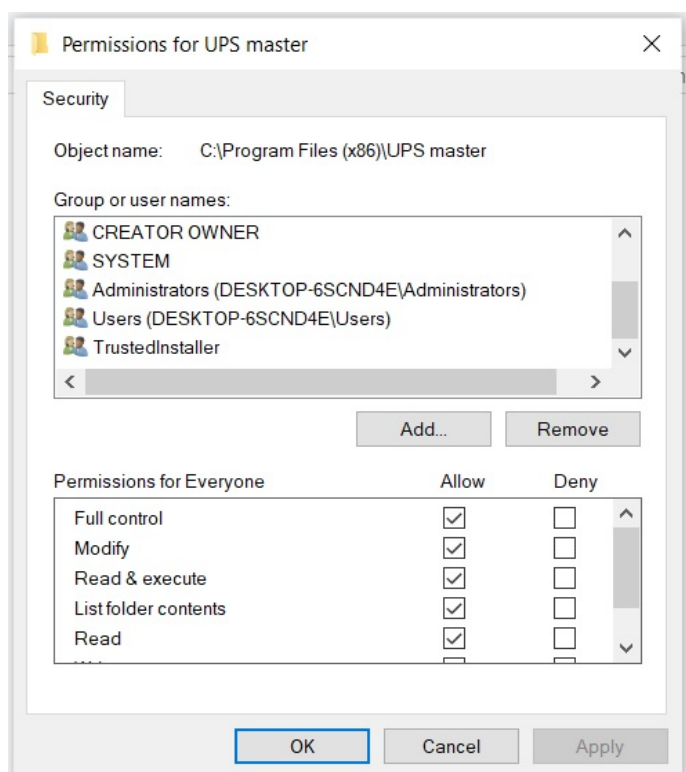 Permissions for UPS master
Security
Object name: C:\Program Files (x86)\UPS master
Group or user names:
CREATOR OWNER
SYSTEM
Administrators (DESKTOP-6SCND4E\Administrators)
Users (DESKTOP-6SCND4E\Users)
TrustedInstaller
Add...
Remove
Permissions for Everyone Allow Deny
Full control
Modify
Read & execute
List folder contents
Read
OK
Cancel
Apply